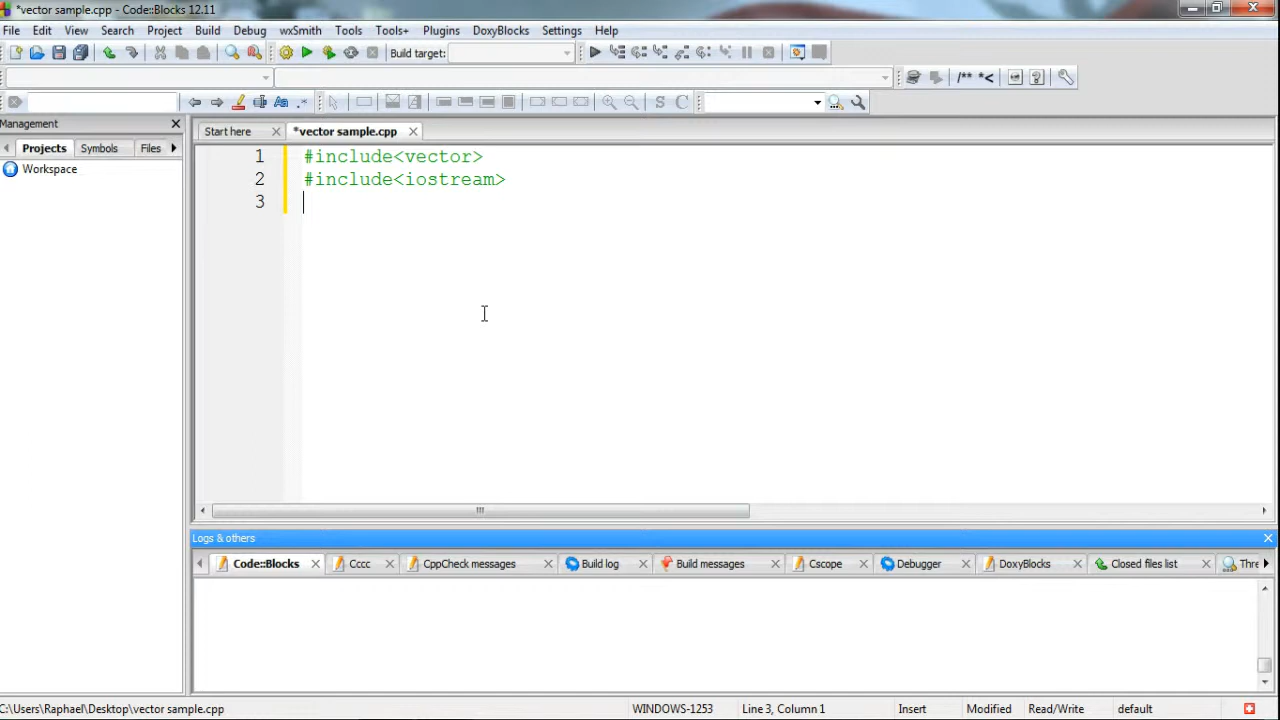 *vector sample.cpp - Code::Blocks 12.11
File Edit View Search Project Build Debug wxSmith Tools Tools+ Plugins DoxyBlocks Settings Help
Build target:
/** *<
S C
Management
Start here *vector sample.cpp
Projects Symbols Files
Workspace
1 #include<vector>
2 #include<iostream>
3
Logs & others
Code::Blocks Cccc CppCheck messages Build log Build messages Cscope Debugger DoxyBlocks Closed files list Thre
C:\Users\Raphael\Desktop\vector sample.cpp WINDOWS-1253 Line 3, Column 1 Insert Modified Read/Write default